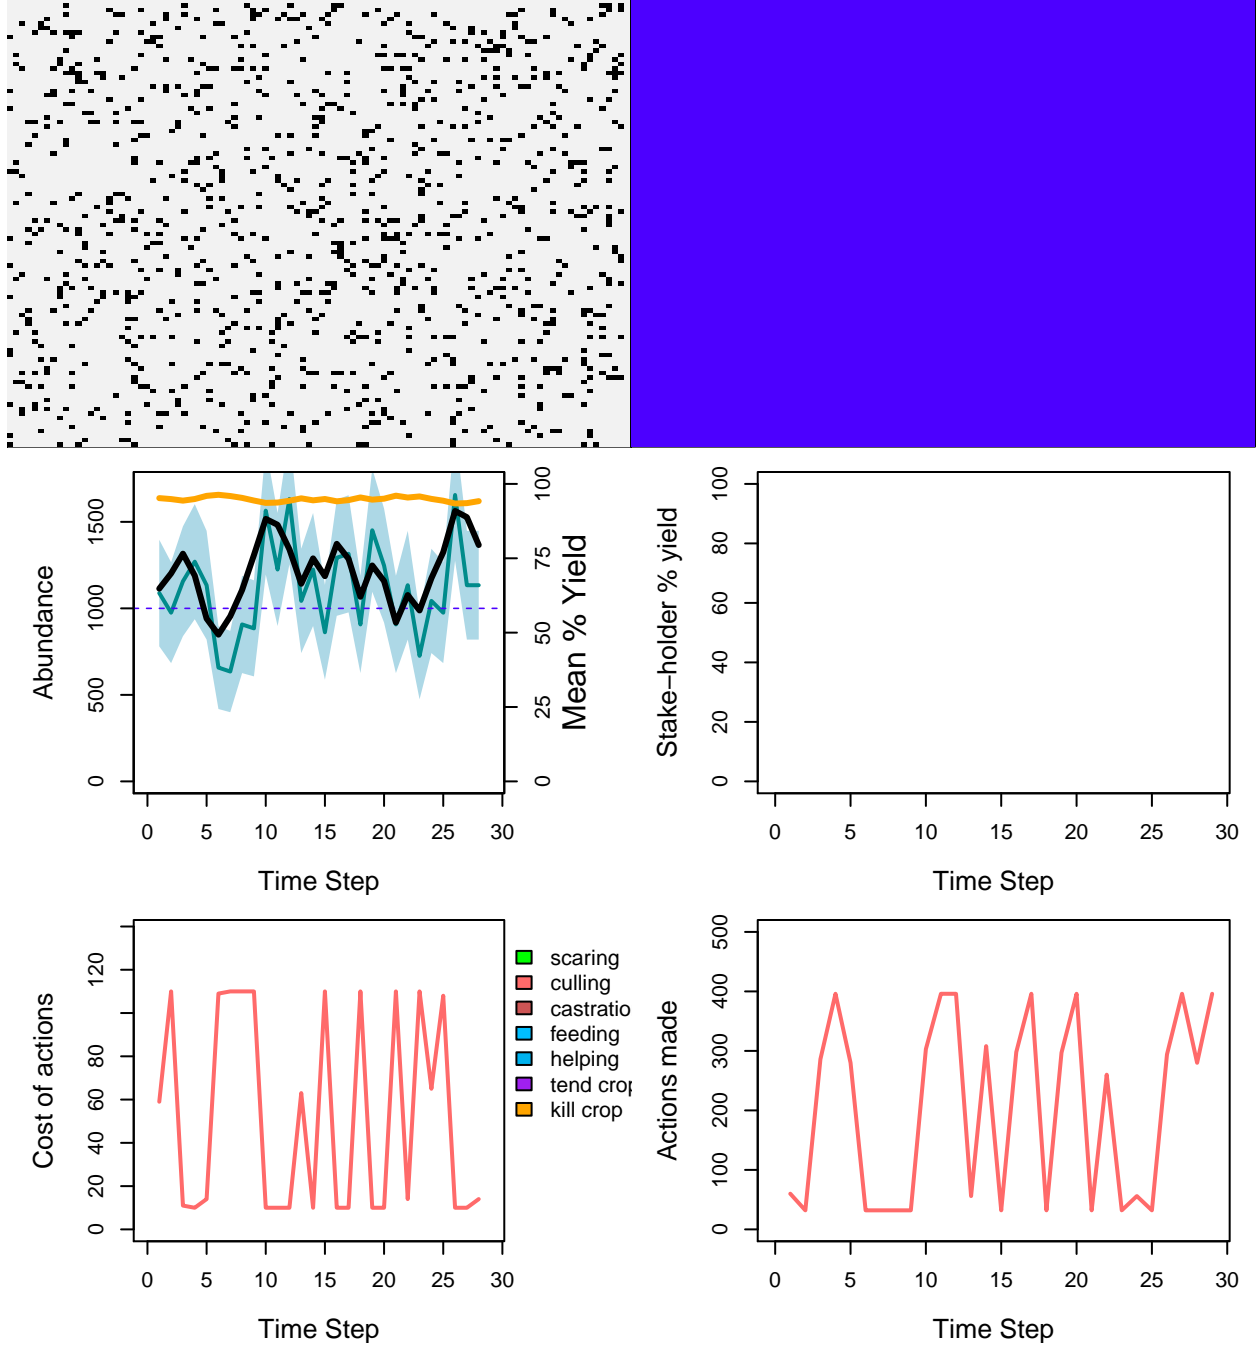 Abundance
0
500
1000
1500
0
25
50
75
100
Mean % Yield
0 5 10 15 20 25 30
Time Step
Stake−holder % yield
0
20
40
60
80
100
0 5 10 15 20 25 30
Time Step
Cost of actions
0
20
40
60
80
120
0 5 10 15 20 25 30
Time Step
scaring
culling
castratio
feeding
helping
tend crop
kill crop
Actions made
0
100
200
300
400
500
0 5 10 15 20 25 30
Time Step